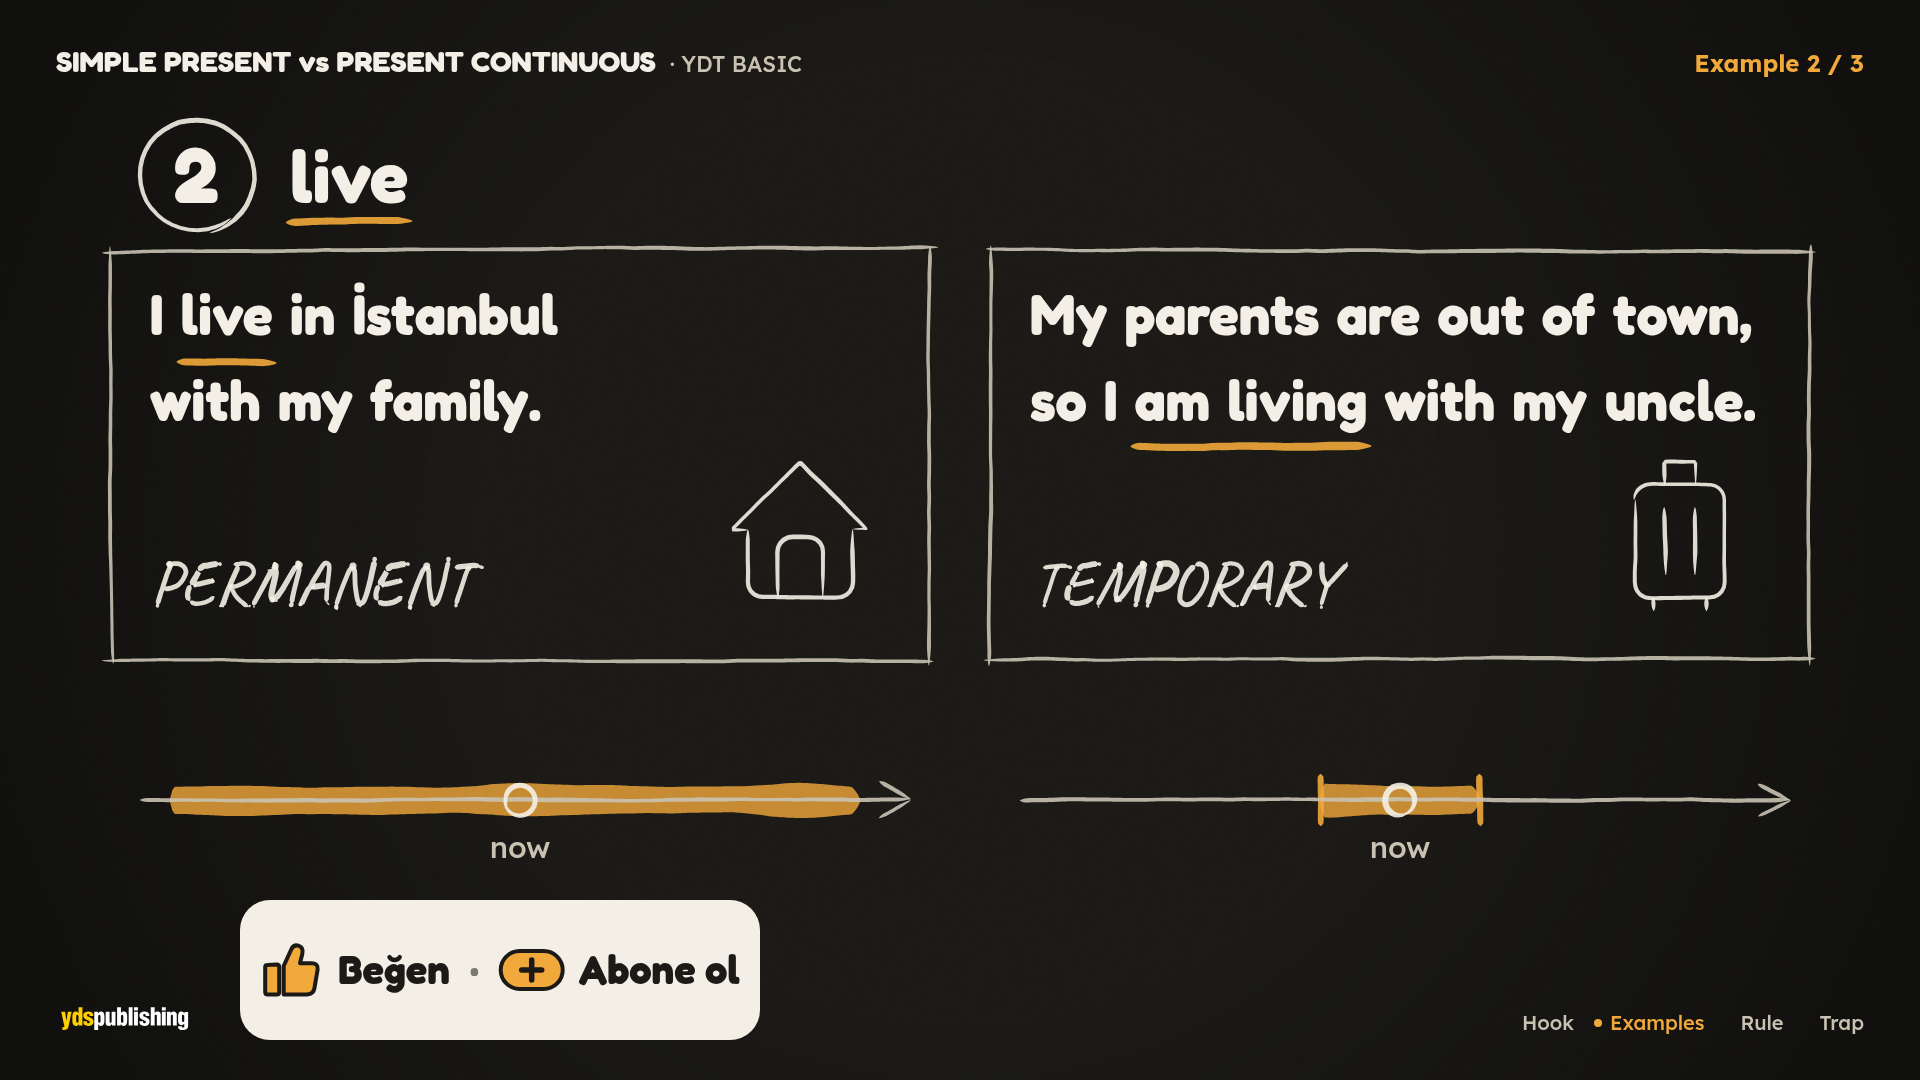 SIMPLE PRESENT vs PRESENT CONTINUOUS · YDT BASIC
Example 2 / 3
2 live
I live in İstanbul
with my family.
PERMANENT
My parents are out of town,
so I am living with my uncle.
TEMPORARY
now
now
Beğen · Abone ol
ydspublishing
Hook • Examples Rule Trap